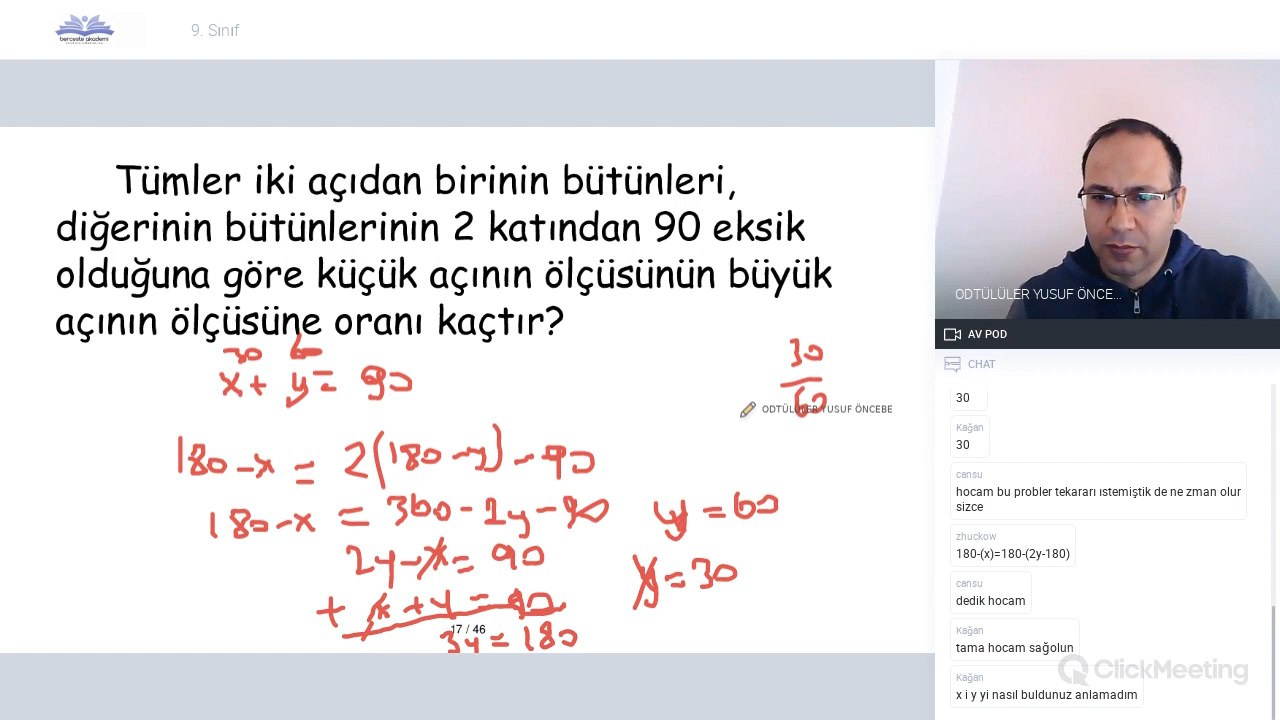 berceste akademi
9. Sınıf
Tümler iki açıdan birinin bütünleri,
diğerinin bütünlerinin 2 katından 90 eksik
olduğuna göre küçük açının ölçüsünün büyük
açının ölçüsüne oranı kaçtır?
30
x + y = 90
30
60
ODTÜLÜLER YUSUF ÖNCEBE
180 - x = 2(180 - y) - 90
180 - x = 360 - 2y - 90
2y - x = 90
+ x + y = 90
3y = 180
17 / 46
y = 60
= 30
ODTÜLÜLER YUSUF ÖNCE...
AV POD
CHAT
30
Kağan
30
cansu
hocam bu probler tekararı ıstemiştik de ne zman olur
sizce
zhuckow
180-(x)=180-(2y-180)
cansu
dedik hocam
Kağan
tama hocam sağolun
Kağan
x i y yi nasıl buldunuz anlamadım
ClickMeeting